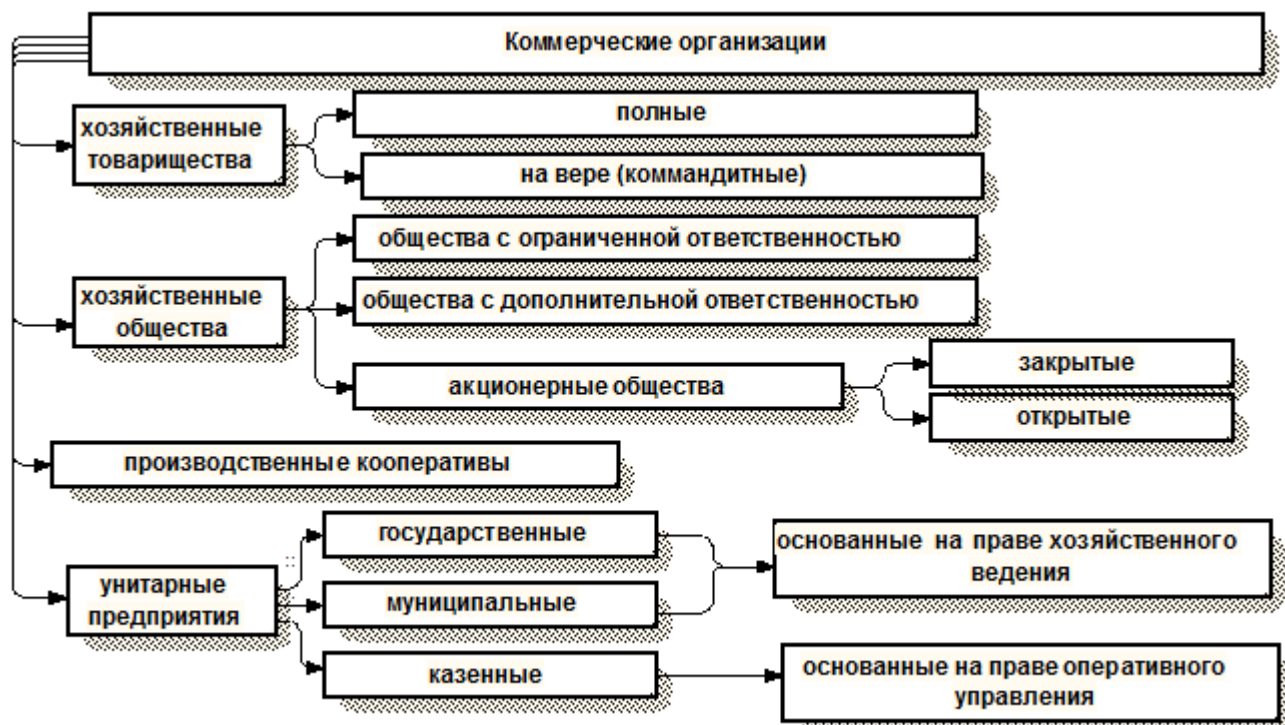 Коммерческие организации
хозяйственные
товарищества
полные
на вере (коммандитные)
хозяйственные
общества
общества с ограниченной ответственностью
общества с дополнительной ответственностью
акционерные общества
закрытые
открытые
производственные кооперативы
унитарные
предприятия
государственные
муниципальные
казенные
основанные на праве хозяйственного
ведения
основанные на праве оперативного
управления